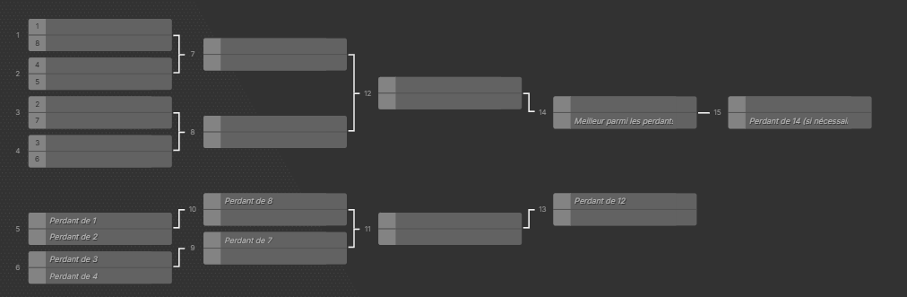 1
1
8
2
4
5
3
2
7
4
3
6
7
8
12
14
Meilleur parmi les perdants
15
Perdant de 14 (si nécessai
5
Perdant de 1
Perdant de 2
6
Perdant de 3
Perdant de 4
10
Perdant de 8
9
Perdant de 7
11
13
Perdant de 12